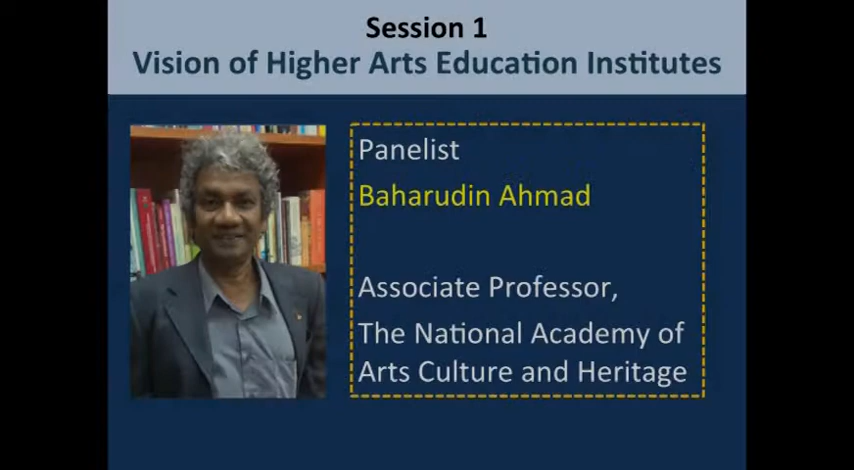 Session 1
Vision of Higher Arts Education Institutes
Panelist
Baharudin Ahmad
Associate Professor,
The National Academy of
Arts Culture and Heritage